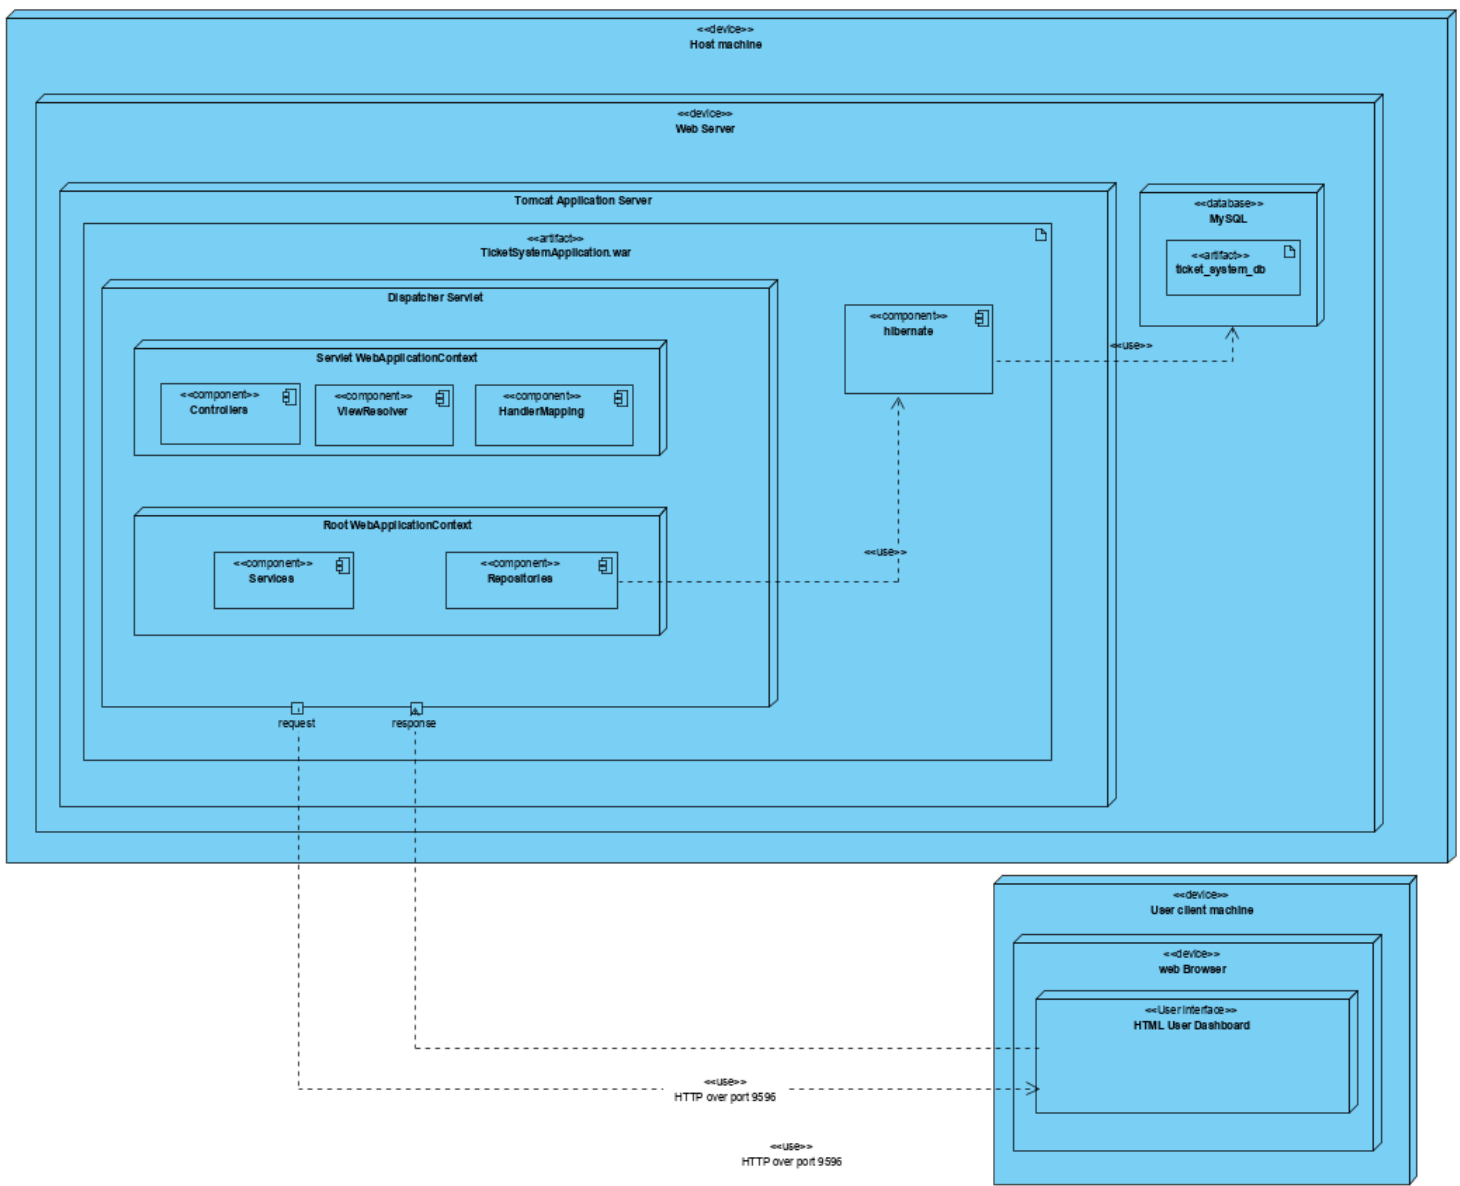 <<device>>
Host machine
<<device>>
Web Server
Tomcat Application Server
<<artifact>>
TicketSystemApplication.war
<<database>>
MySQL
<<artifact>>
ticket_system_db
Dispatcher Servlet
<<component>>
hibernate
<<use>>
Servlet WebApplicationContext
<<component>>
Controllers
<<component>>
ViewResolver
<<component>>
HandlerMapping
Root WebApplicationContext
<<component>>
Services
<<component>>
Repositories
<<use>>
request
response
<<device>>
User client machine
<<device>>
web Browser
<<User interface>>
HTML User Dashboard
<<use>>
HTTP over port 9596
<<use>>
HTTP over port 9596